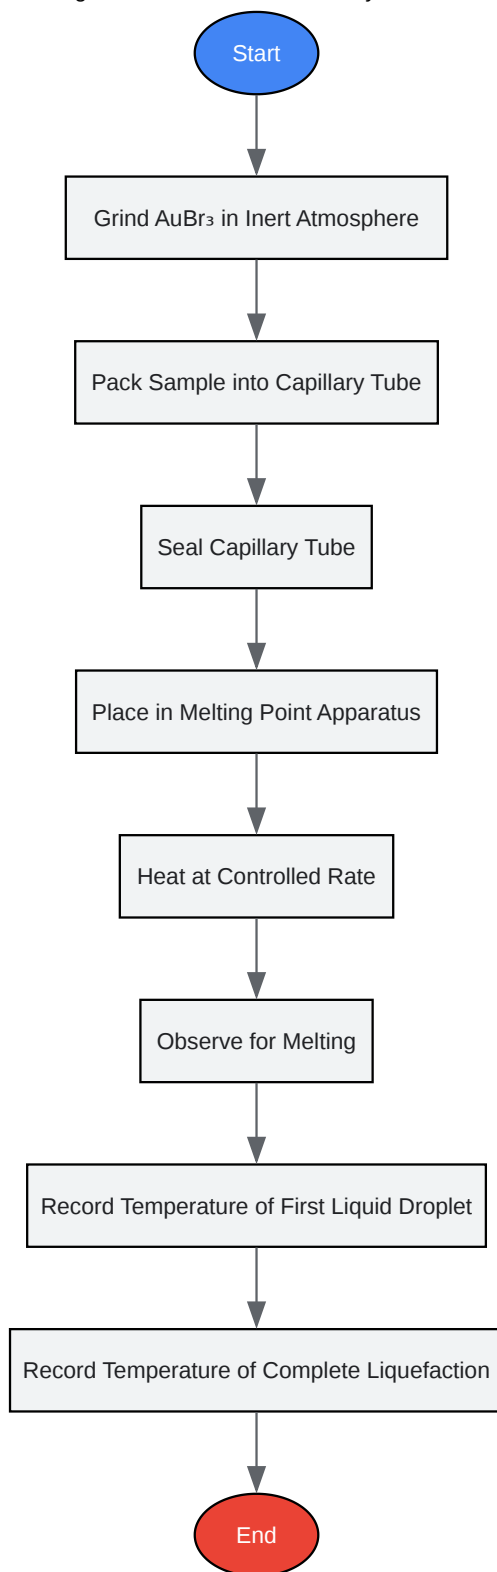 Start
Grind AuBr₃ in Inert Atmosphere
Pack Sample into Capillary Tube
Seal Capillary Tube
Place in Melting Point Apparatus
Heat at Controlled Rate
Observe for Melting
Record Temperature of First Liquid Droplet
Record Temperature of Complete Liquefaction
End